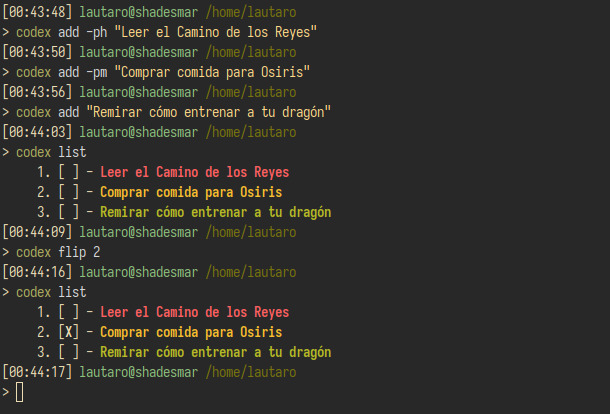 [00:43:48] lautaro@shadesmar /home/lautaro
> codex add -ph "Leer el Camino de los Reyes"
[00:43:50] lautaro@shadesmar /home/lautaro
> codex add -pm "Comprar comida para Osiris"
[00:43:56] lautaro@shadesmar /home/lautaro
> codex add "Remirar cómo entrenar a tu dragón"
[00:44:03] lautaro@shadesmar /home/lautaro
> codex list
1. [ ] - Leer el Camino de los Reyes
2. [ ] - Comprar comida para Osiris
3. [ ] - Remirar cómo entrenar a tu dragón
[00:44:09] lautaro@shadesmar /home/lautaro
> codex flip 2
[00:44:16] lautaro@shadesmar /home/lautaro
> codex list
1. [ ] - Leer el Camino de los Reyes
2. [X] - Comprar comida para Osiris
3. [ ] - Remirar cómo entrenar a tu dragón
[00:44:17] lautaro@shadesmar /home/lautaro
>